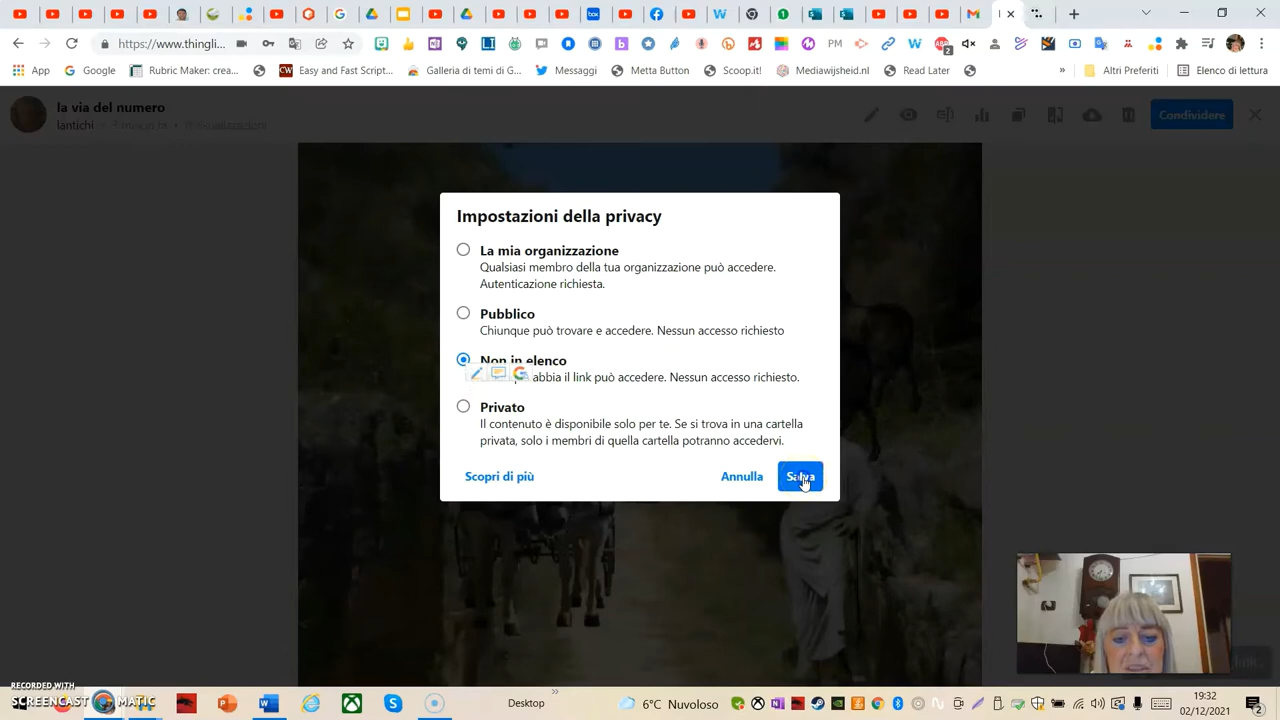 https://www.thingli
2
PM
App
Google
Rubric Maker: crea...
Easy and Fast Script...
Galleria di temi di G...
Messaggi
Metta Button
Scoop.it!
Mediawijsheid.nl
Read Later
»
Altri Preferiti
Elenco di lettura
la via del numero
lantichi
Condividere
Impostazioni della privacy
La mia organizzazione
Qualsiasi membro della tua organizzazione può accedere.
Autenticazione richiesta.
Pubblico
Chiunque può trovare e accedere. Nessun accesso richiesto
Non in elenco
abbia il link può accedere. Nessun accesso richiesto.
Privato
Il contenuto è disponibile solo per te. Se si trova in una cartella
privata, solo i membri di quella cartella potranno accedervi.
Scopri di più
Annulla
Salva
RECORDED WITH
SCREENCAST MATIC
Desktop
»
6°C Nuvoloso
19:32
02/12/2021
2